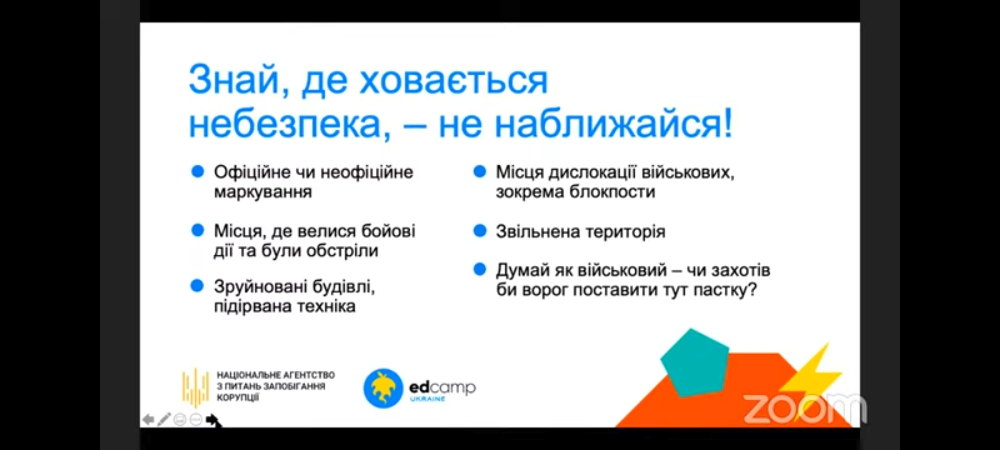 Знай, де ховається
небезпека, – не наближайся!
Офіційне чи неофіційне
маркування
Місця, де велися бойові
дії та були обстріли
Зруйновані будівлі,
підірвана техніка
Місця дислокації військових,
зокрема блокпости
Звільнена територія
Думай як військовий – чи захотів
би ворог поставити тут пастку?
НАЦІОНАЛЬНЕ АГЕНТСТВО
З ПИТАНЬ ЗАПОБІГАННЯ
КОРУПЦІЇ
edcamp
UKRAINE
zoom